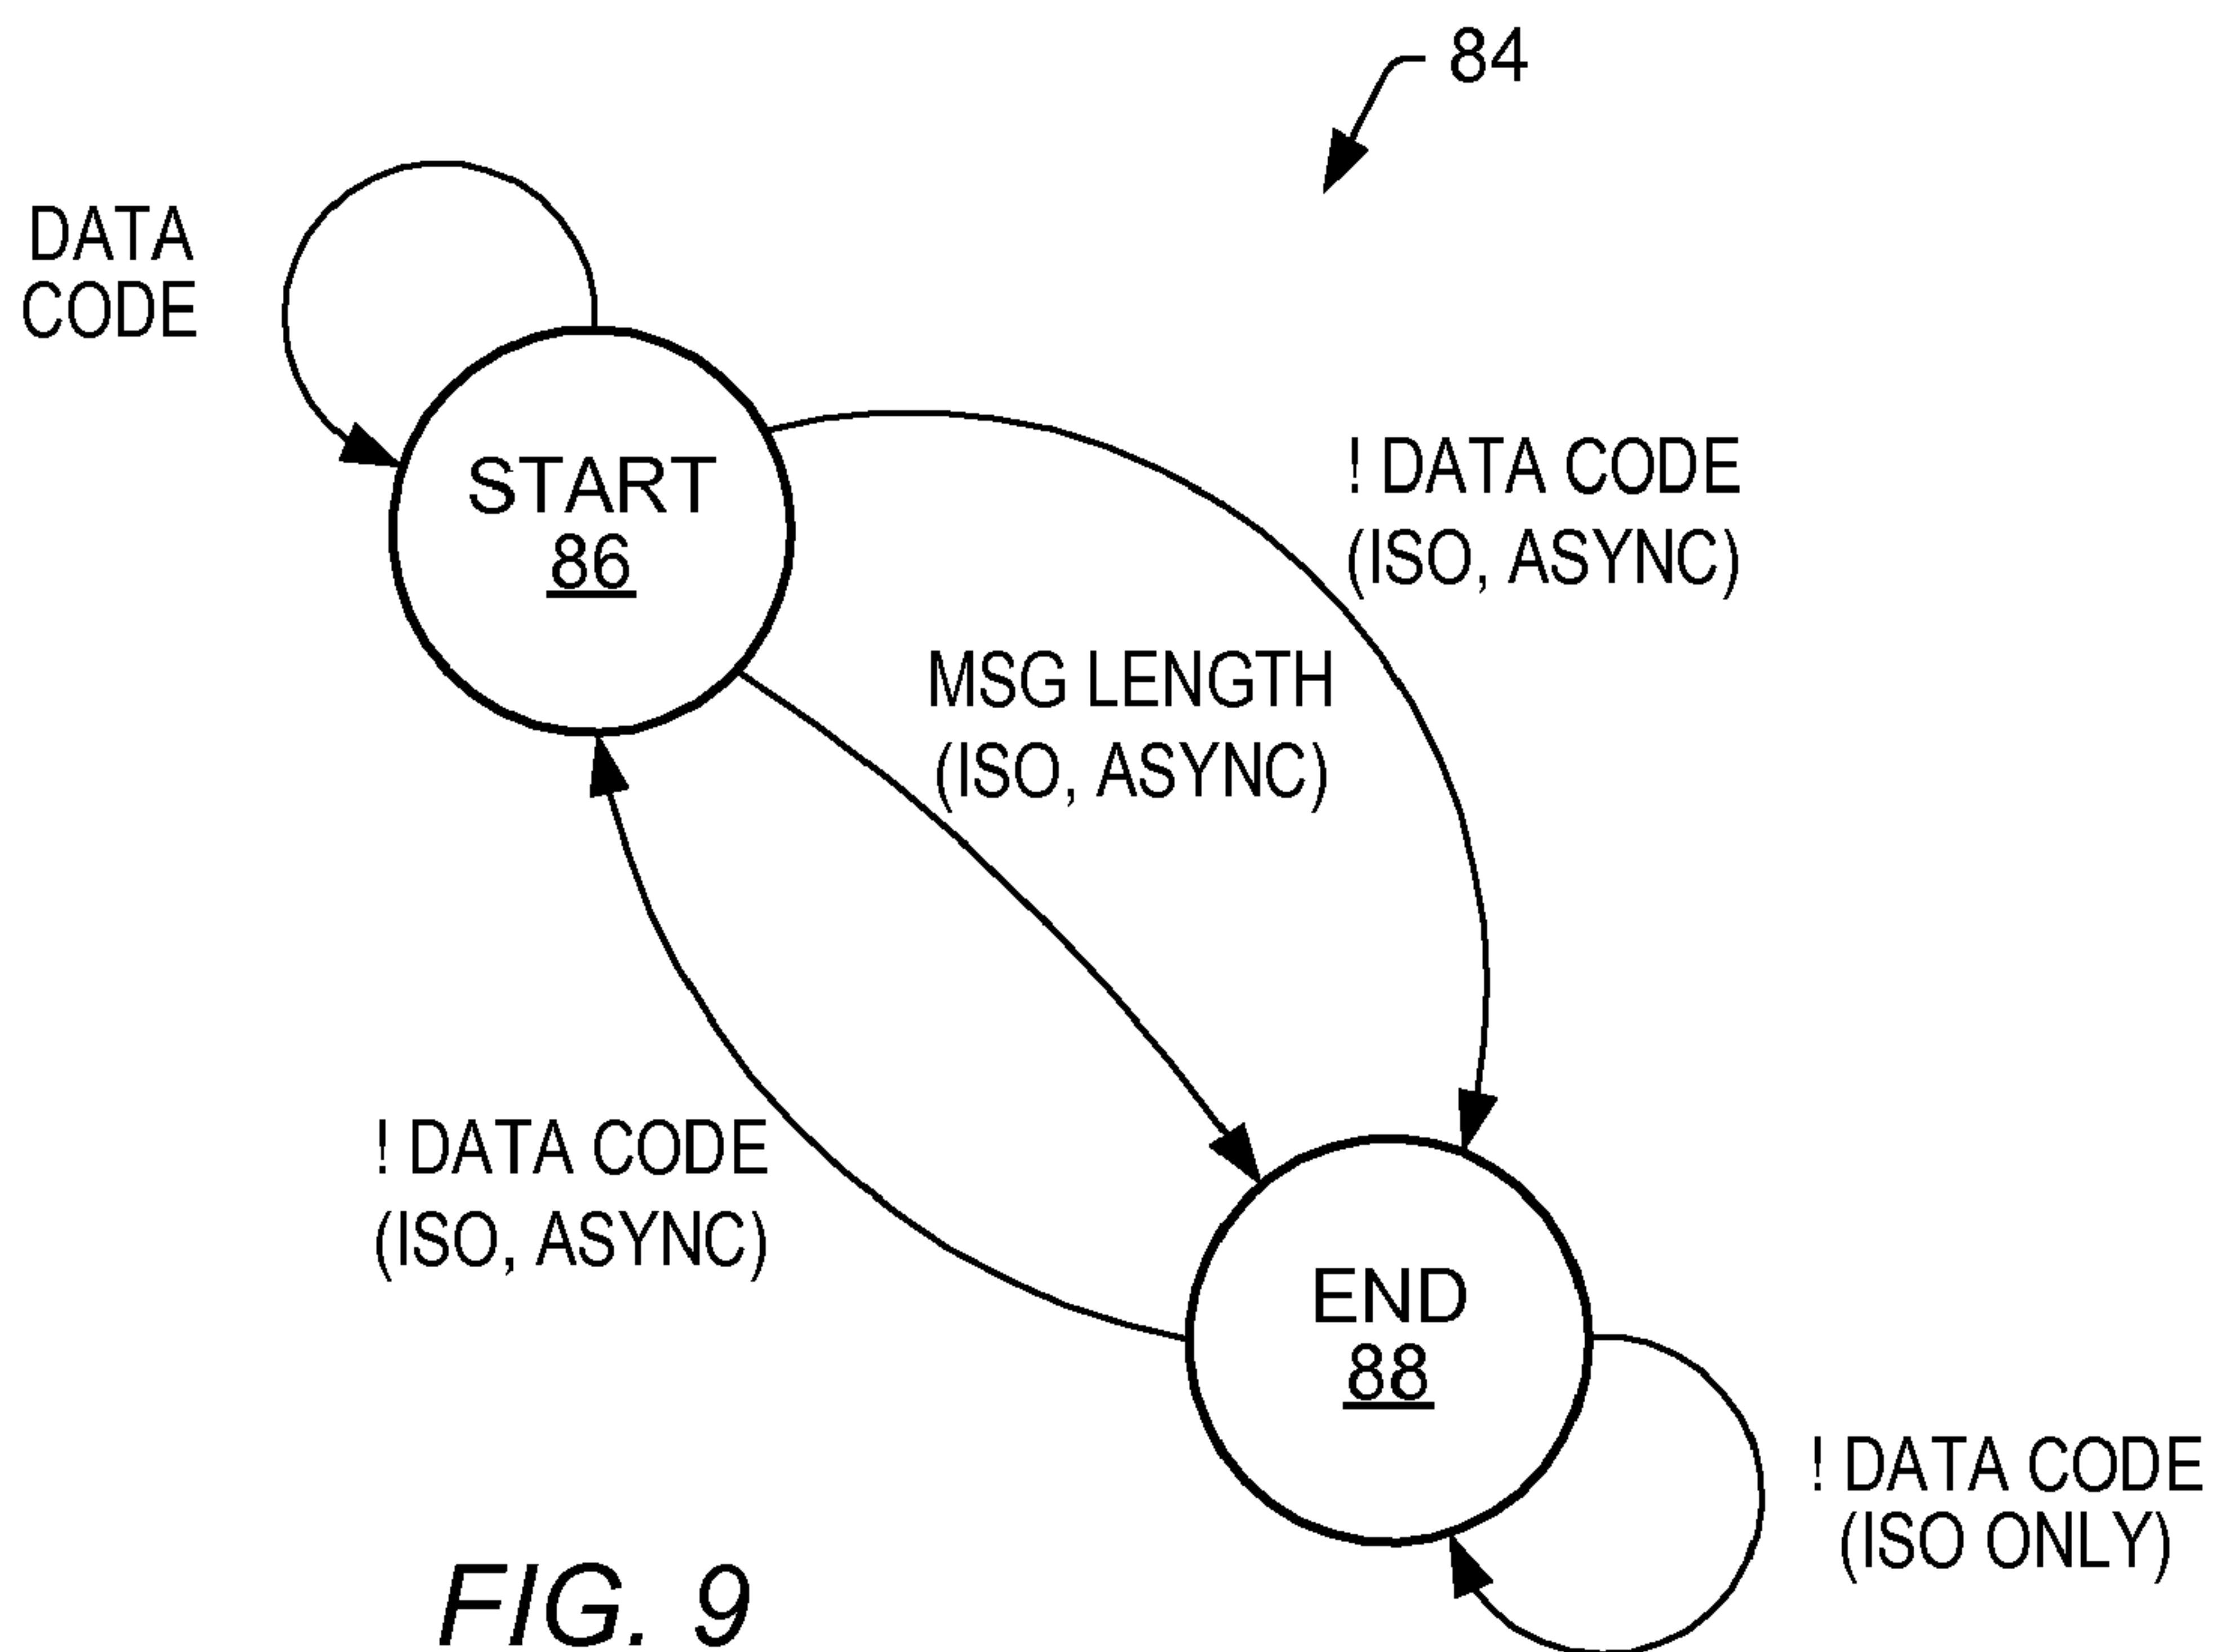 84
DATA
CODE
START
86
! DATA CODE
(ISO, ASYNC)
MSG LENGTH
(ISO, ASYNC)
! DATA CODE
(ISO, ASYNC)
END
88
! DATA CODE
(ISO ONLY)
FIG. 9